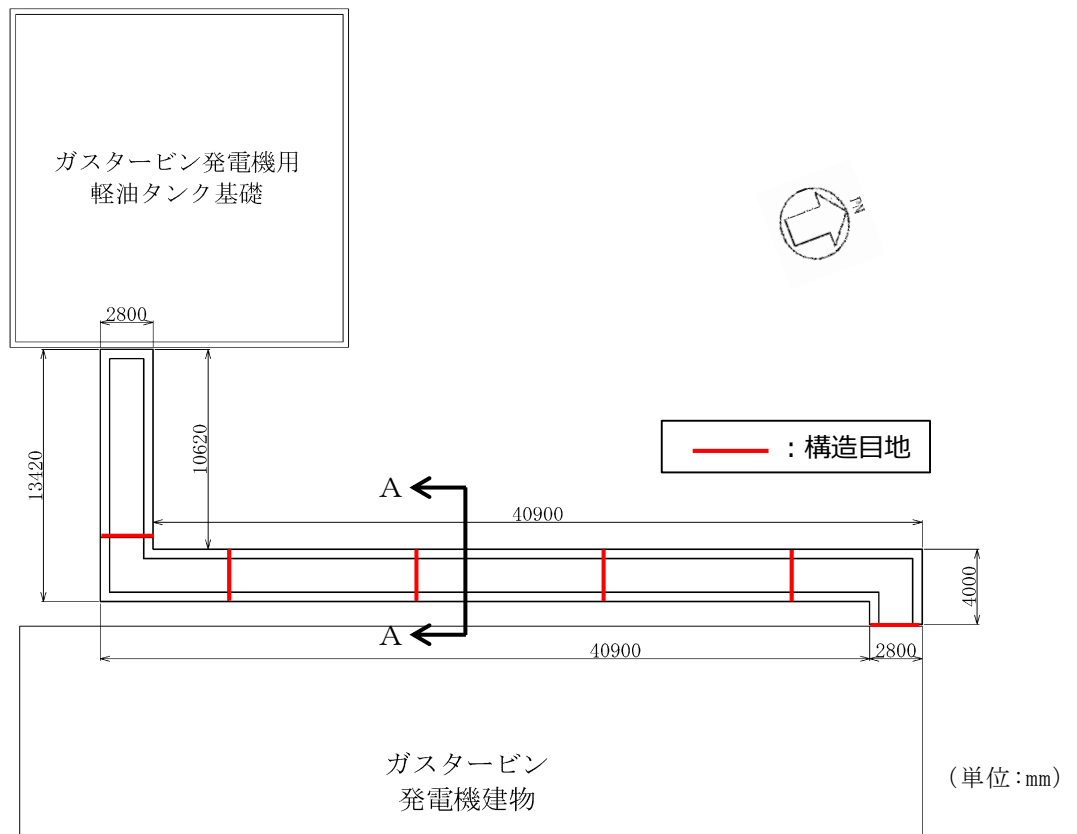 ガスタービン発電機用
軽油タンク基礎
PN
2800
13420
10620
：構造目地
A
40900
4000
A
40900
2800
ガスタービン
発電機建物
(単位:mm)